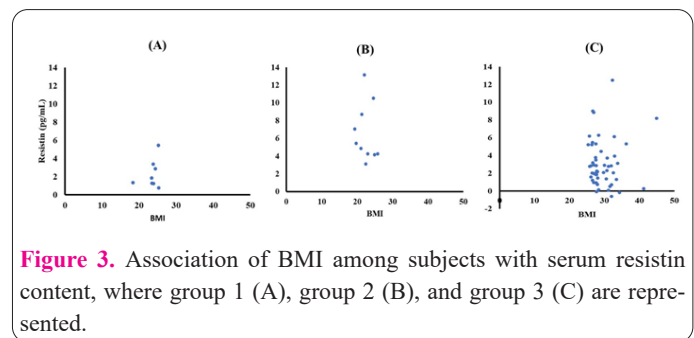 (A)
(B)
(C)
Resistin (pg/mL)
14
12
10
8
6
4
2
0
0 10 20 30 40 50
BMI
14
12
10
8
6
4
2
0
0 10 20 30 40 50
BMI
14
12
10
8
6
4
2
0
-2
0 10 20 30 40 50
BMI
Figure 3. Association of BMI among subjects with serum resistin
content, where group 1 (A), group 2 (B), and group 3 (C) are repre-
sented.